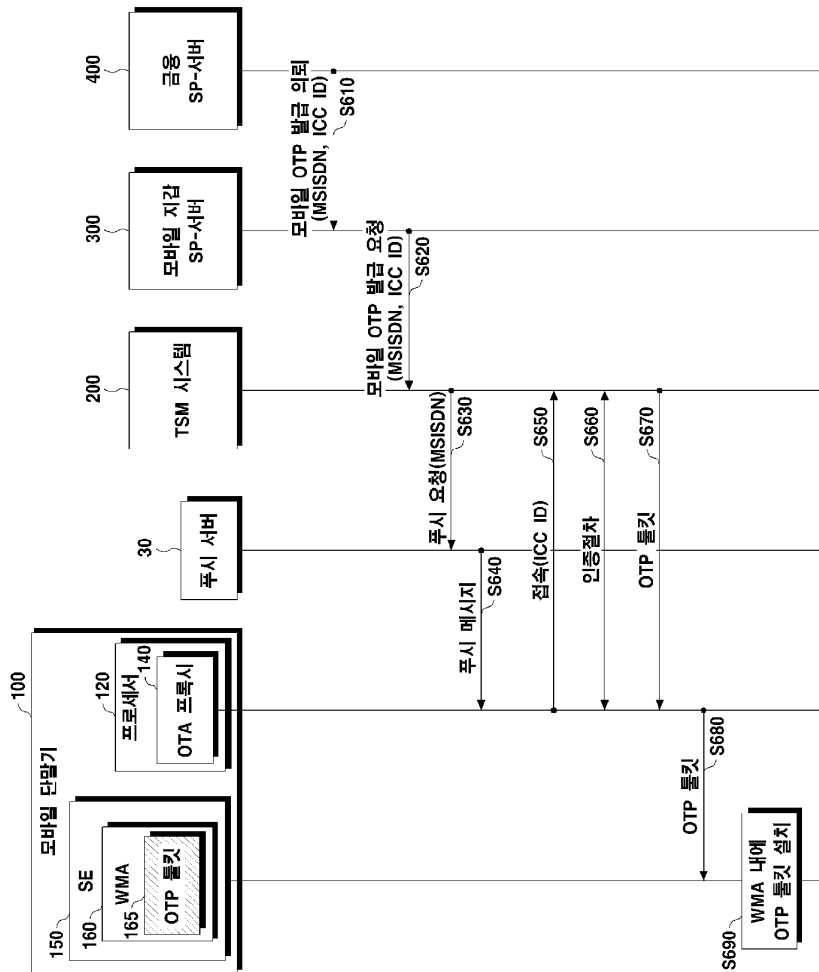 100
모바일 단말기
150
SE
160
WMA
165
OTP 툴킷
120
프로세서
140
OTA 프록시
30
푸시 서버
200
TSM 시스템
300
모바일 지갑
SP-서버
400
금융
SP-서버
모바일 OTP 발급 의뢰
(MSISDN, ICC ID)
S610
모바일 OTP 발급 요청
(MSISDN, ICC ID)
S620
푸시 요청(MSISDN)
S630
푸시 메시지
S640
접속(ICC ID)
S650
인증절차
S660
OTP 툴킷
S670
OTP 툴킷
S680
S690
WMA 내에
OTP 툴킷 설치